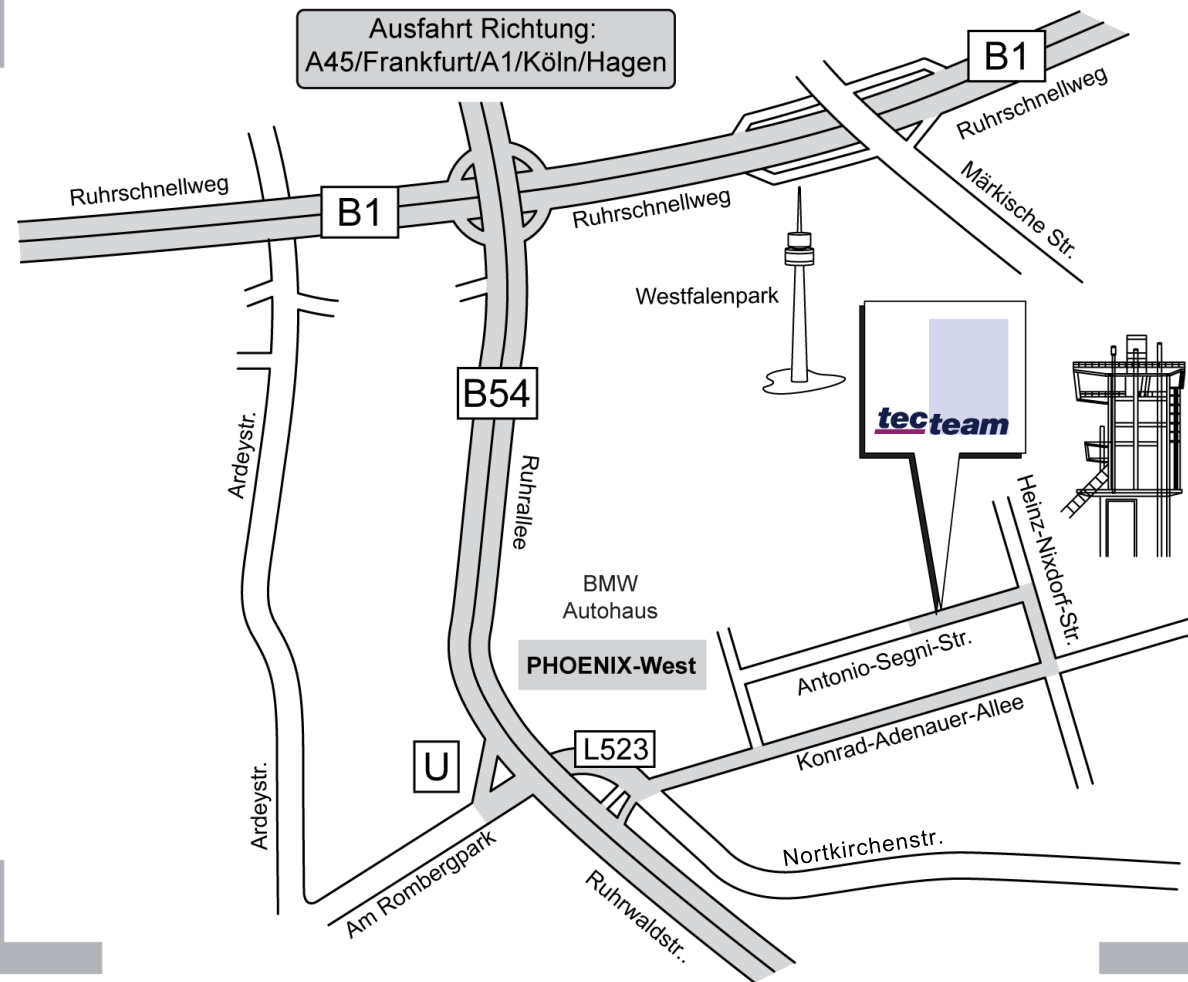 Ausfahrt Richtung:
A45/Frankfurt/A1/Köln/Hagen
B1
Ruhrschnellweg
Ruhrschnellweg
B1
Ruhrschnellweg
Märkische Str.
Westfalenpark
B54
tecteam
Ardeystr.
Ruhrallee
Heinz-Nixdorf-Str.
BMW
Autohaus
PHOENIX-West
Antonio-Segni-Str.
Konrad-Adenauer-Allee
L523
U
Ardeystr.
Nortkirchenstr.
Am Rombergpark
Ruhrwaldstr..